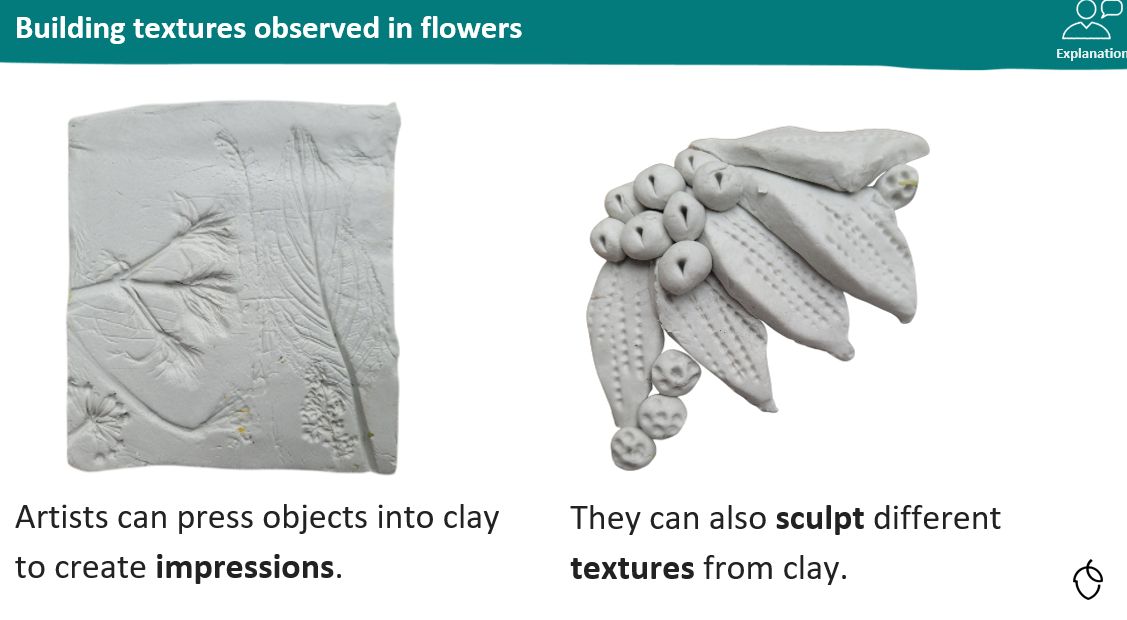 Building textures observed in flowers
Explanation
Artists can press objects into clay
to create impressions.
They can also sculpt different
textures from clay.